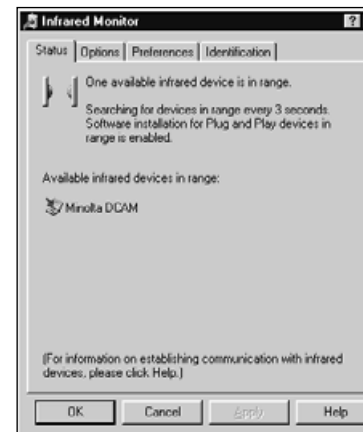 Infrared Monitor
?
Status Options Preferences Identification
One available infrared device is in range.
Searching for devices in range every 3 seconds.
Software installation for Plug and Play devices in
range is enabled.
Available infrared devices in range:
Minolta DCAM
(For information on establishing communication with infrared
devices, please click Help.)
OK Cancel Apply Help